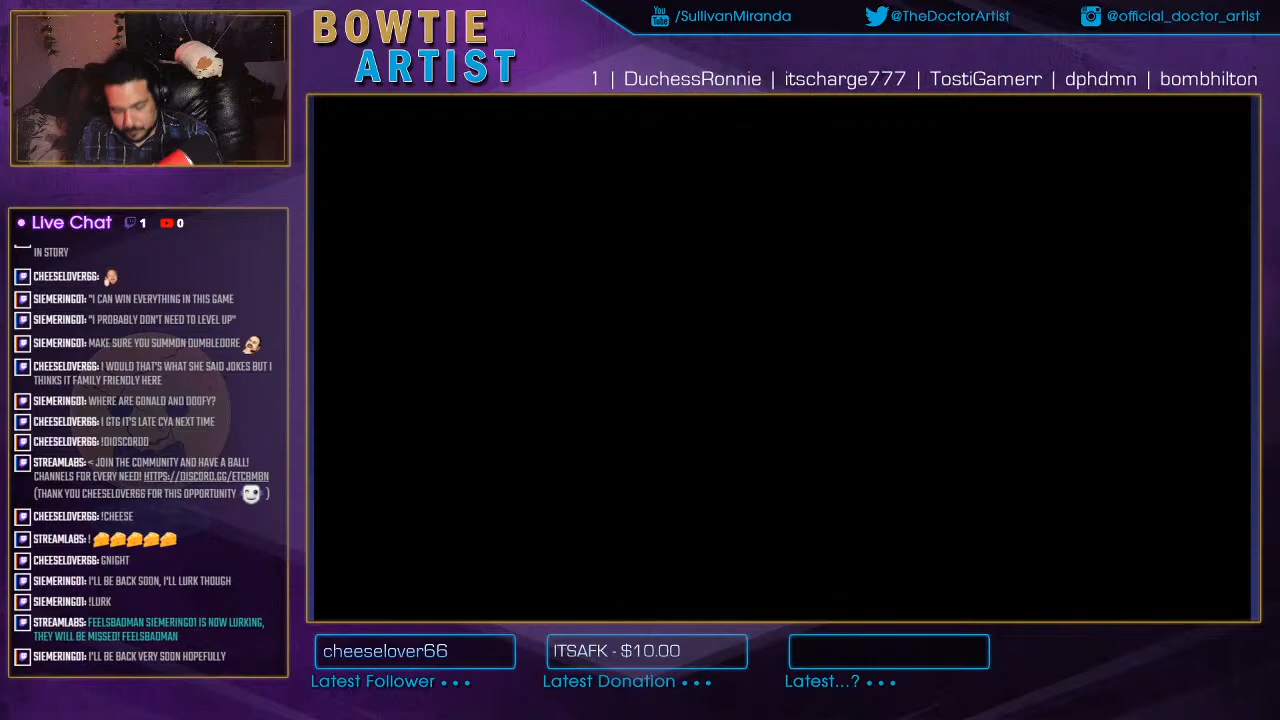 BOWTIE
ARTIST
/SullivanMiranda
@TheDoctorArtist
@official_doctor_artist
1 | DuchessRonnie | itscharge777 | TostiGamerr | dphdmn | bombhilton
Live Chat 1 0
IN STORY
CHEESELOVER66:
SIEMERING01: "I CAN WIN EVERYTHING IN THIS GAME
SIEMERING01: "I PROBABLY DON'T NEED TO LEVEL UP"
SIEMERING01: MAKE SURE YOU SUMMON DUMBLEDORE
CHEESELOVER66: I WOULD THAT'S WHAT SHE SAID JOKES BUT I
THINKS IT FAMILY FRIENDLY HERE
SIEMERING01: WHERE ARE GONALD AND DOOFY?
CHEESELOVER66: I GTG IT'S LATE CYA NEXT TIME
CHEESELOVER66: !DIOSCORDD
STREAMLABS: < JOIN THE COMMUNITY AND HAVE A BALL!
CHANNELS FOR EVERY NEED! HTTPS://DISCORD.GG/ETCBMBN
(THANK YOU CHEESELOVER66 FOR THIS OPPORTUNITY )
CHEESELOVER66: !CHEESE
STREAMLABS: !
CHEESELOVER66: GNIGHT
SIEMERING01: I'LL BE BACK SOON, I'LL LURK THOUGH
SIEMERING01: !LURK
STREAMLABS: FEELSBADMAN SIEMERING01 IS NOW LURKING,
THEY WILL BE MISSED! FEELSBADMAN
SIEMERING01: I'LL BE BACK VERY SOON HOPEFULLY
cheeselover66
Latest Follower • • •
ITSAFK - $10.00
Latest Donation • • •
Latest...? • • •